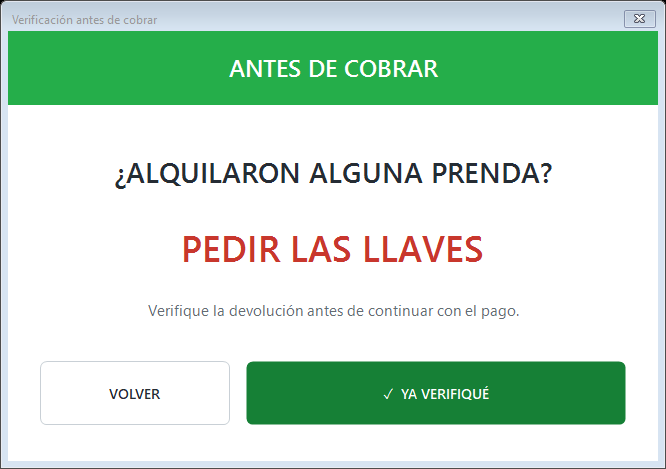 Verificación antes de cobrar
ANTES DE COBRAR
¿ALQUILARON ALGUNA PRENDA?
PEDIR LAS LLAVES
Verifique la devolución antes de continuar con el pago.
VOLVER
✓ YA VERIFIQUÉ